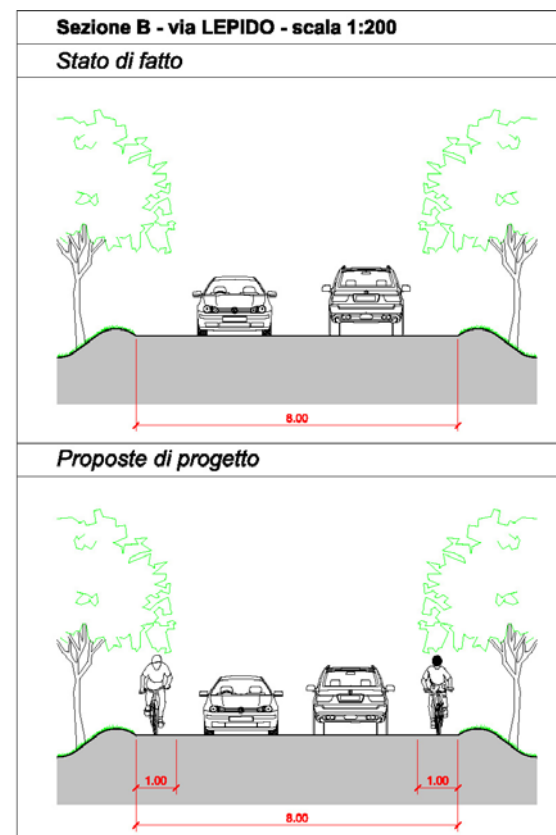 Sezione B - via LEPIDO - scala 1:200
Stato di fatto
8.00
Proposte di progetto
1.00 1.00
8.00